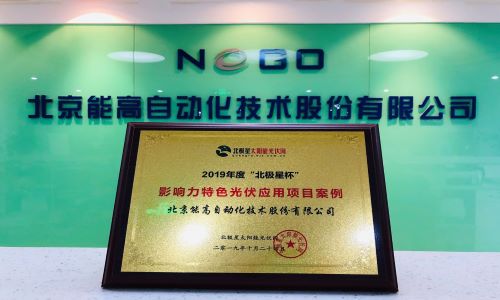 NEGO
北京能高自动化技术股份有限公司
北极星太阳能光伏网
2019年度“北极星杯”
影响力特色光伏应用项目案例
北京能高自动化技术股份有限公司
北极星太阳能光伏网
二零一九年十月二十四日